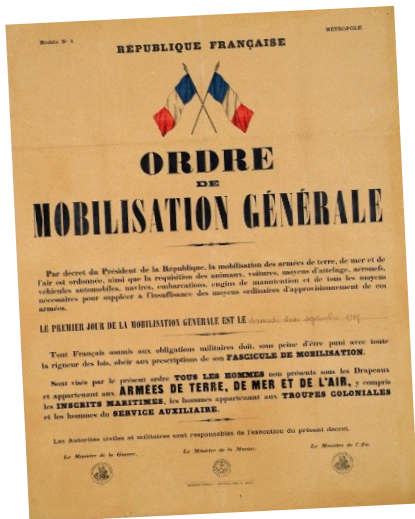 Modèle N° 1
MÉTROPOLE
RÉPUBLIQUE FRANÇAISE
ORDRE
DE
MOBILISATION GÉNÉRALE
Par décret du Président de la République, la mobilisation des armées de terre, de mer et de
l'air est ordonnée, ainsi que la requisition des animaux, voitures, moyens d'attelage, aéronefs,
véhicules automobiles, navires, embarcations, engins de manutention et de tous les moyens
nécessaires pour suppléer à l'insuffisance des moyens ordinaires d'approvisionnement de ces
armées.
LE PREMIER JOUR DE LA MOBILISATION GÉNÉRALE EST LE samedi deux septembre
Tout Français soumis aux obligations militaires doit, sous peine d'être puni avec toute
la rigueur des lois, obéir aux prescriptions de son FASCICULE DE MOBILISATION.
Sont visés par le présent ordre TOUS LES HOMMES non présents sous les Drapeaux
et appartenant aux ARMÉES DE TERRE, DE MER ET DE L'AIR, y compris
les INSCRITS MARITIMES, les hommes appartenant aux TROUPES COLONIALES
et les hommes du SERVICE AUXILIAIRE.
Les Autorités civiles et militaires sont responsables de l'exécution du présent décret.
Le Ministre de la Guerre. Le Ministre de la Marine. Le Ministre de l'Air.